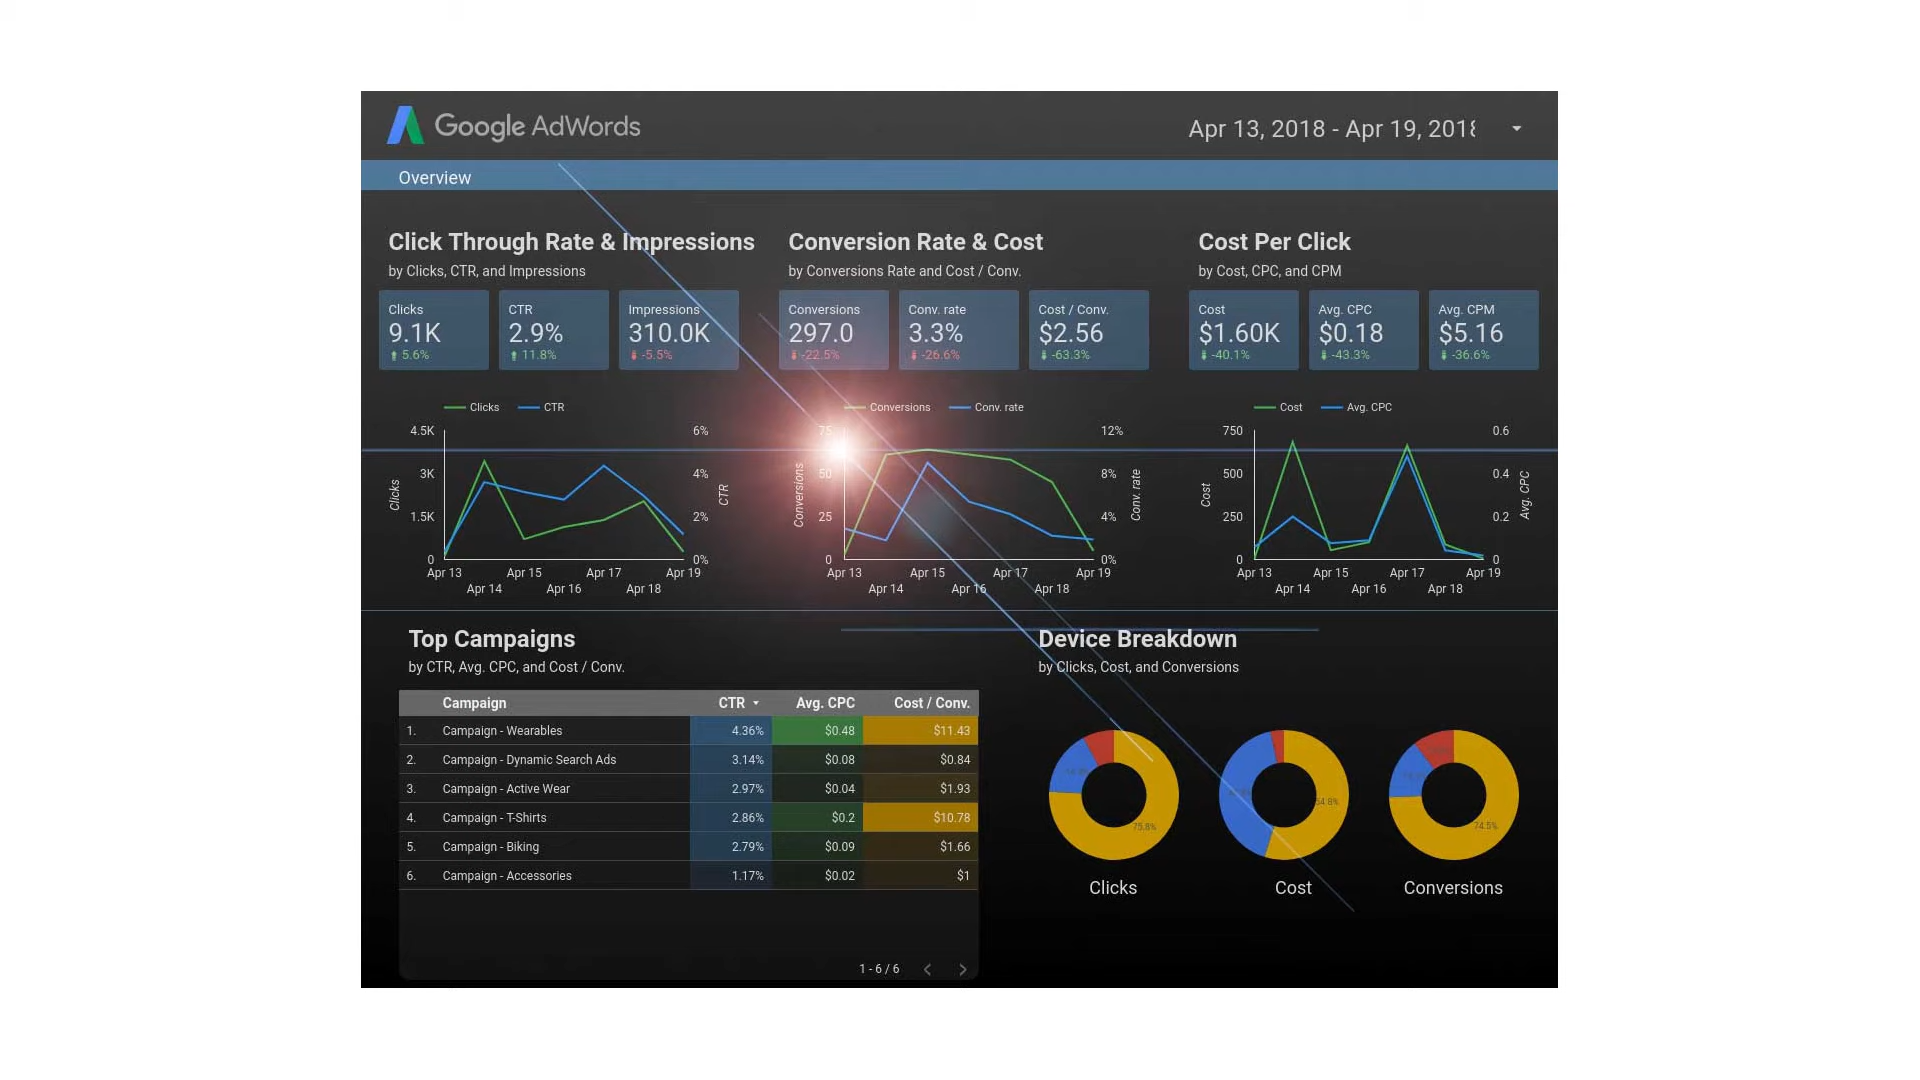 Google AdWords
Apr 13, 2018 - Apr 19, 2018
Overview
Click Through Rate & Impressions
by Clicks, CTR, and Impressions
Clicks
9.1K
5.6%
CTR
2.9%
11.8%
Impressions
310.0K
-5.5%
Conversion Rate & Cost
by Conversions Rate and Cost / Conv.
Conversions
297.0
-22.5%
Conv. rate
3.3%
-26.6%
Cost / Conv.
$2.56
-63.3%
Cost Per Click
by Cost, CPC, and CPM
Cost
$1.60K
-40.1%
Avg. CPC
$0.18
-43.3%
Avg. CPM
$5.16
-36.6%
Clicks CTR
4.5K
3K
1.5K
0
Clicks
6%
4%
2%
0%
CTR
Apr 13 Apr 15 Apr 17 Apr 19
Apr 14 Apr 16 Apr 18
Conversions Conv. rate
75
50
25
0
Conversions
12%
8%
4%
0%
Conv. rate
Apr 13 Apr 15 Apr 17 Apr 19
Apr 14 Apr 16 Apr 18
Cost Avg. CPC
750
500
250
0
Cost
0.6
0.4
0.2
0
Avg. CPC
Apr 13 Apr 15 Apr 17 Apr 19
Apr 14 Apr 16 Apr 18
Top Campaigns
by CTR, Avg. CPC, and Cost / Conv.
Campaign CTR Avg. CPC Cost / Conv.
1. Campaign - Wearables 4.36% $0.48 $11.43
2. Campaign - Dynamic Search Ads 3.14% $0.08 $0.84
3. Campaign - Active Wear 2.97% $0.04 $1.93
4. Campaign - T-Shirts 2.86% $0.2 $10.78
5. Campaign - Biking 2.79% $0.09 $1.66
6. Campaign - Accessories 1.17% $0.02 $1
1 - 6 / 6
Device Breakdown
by Clicks, Cost, and Conversions
75.8%
54.8%
74.5%
Clicks
Cost
Conversions